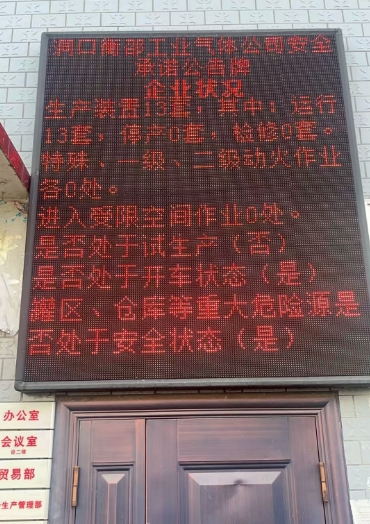 洞口衡邵工业气体公司安全
承诺公告牌
企业状况
生产装置13套；其中：运行
13套，停产0套，检修0套。
特殊、一级、二级动火作业
各0处。
进入受限空间作业0处。
是否处于试生产（否）
是否处于开车状态（是）
罐区、仓库等重大危险源是
否处于安全状态（是）
办公室
会议室
贸易部
生产管理部